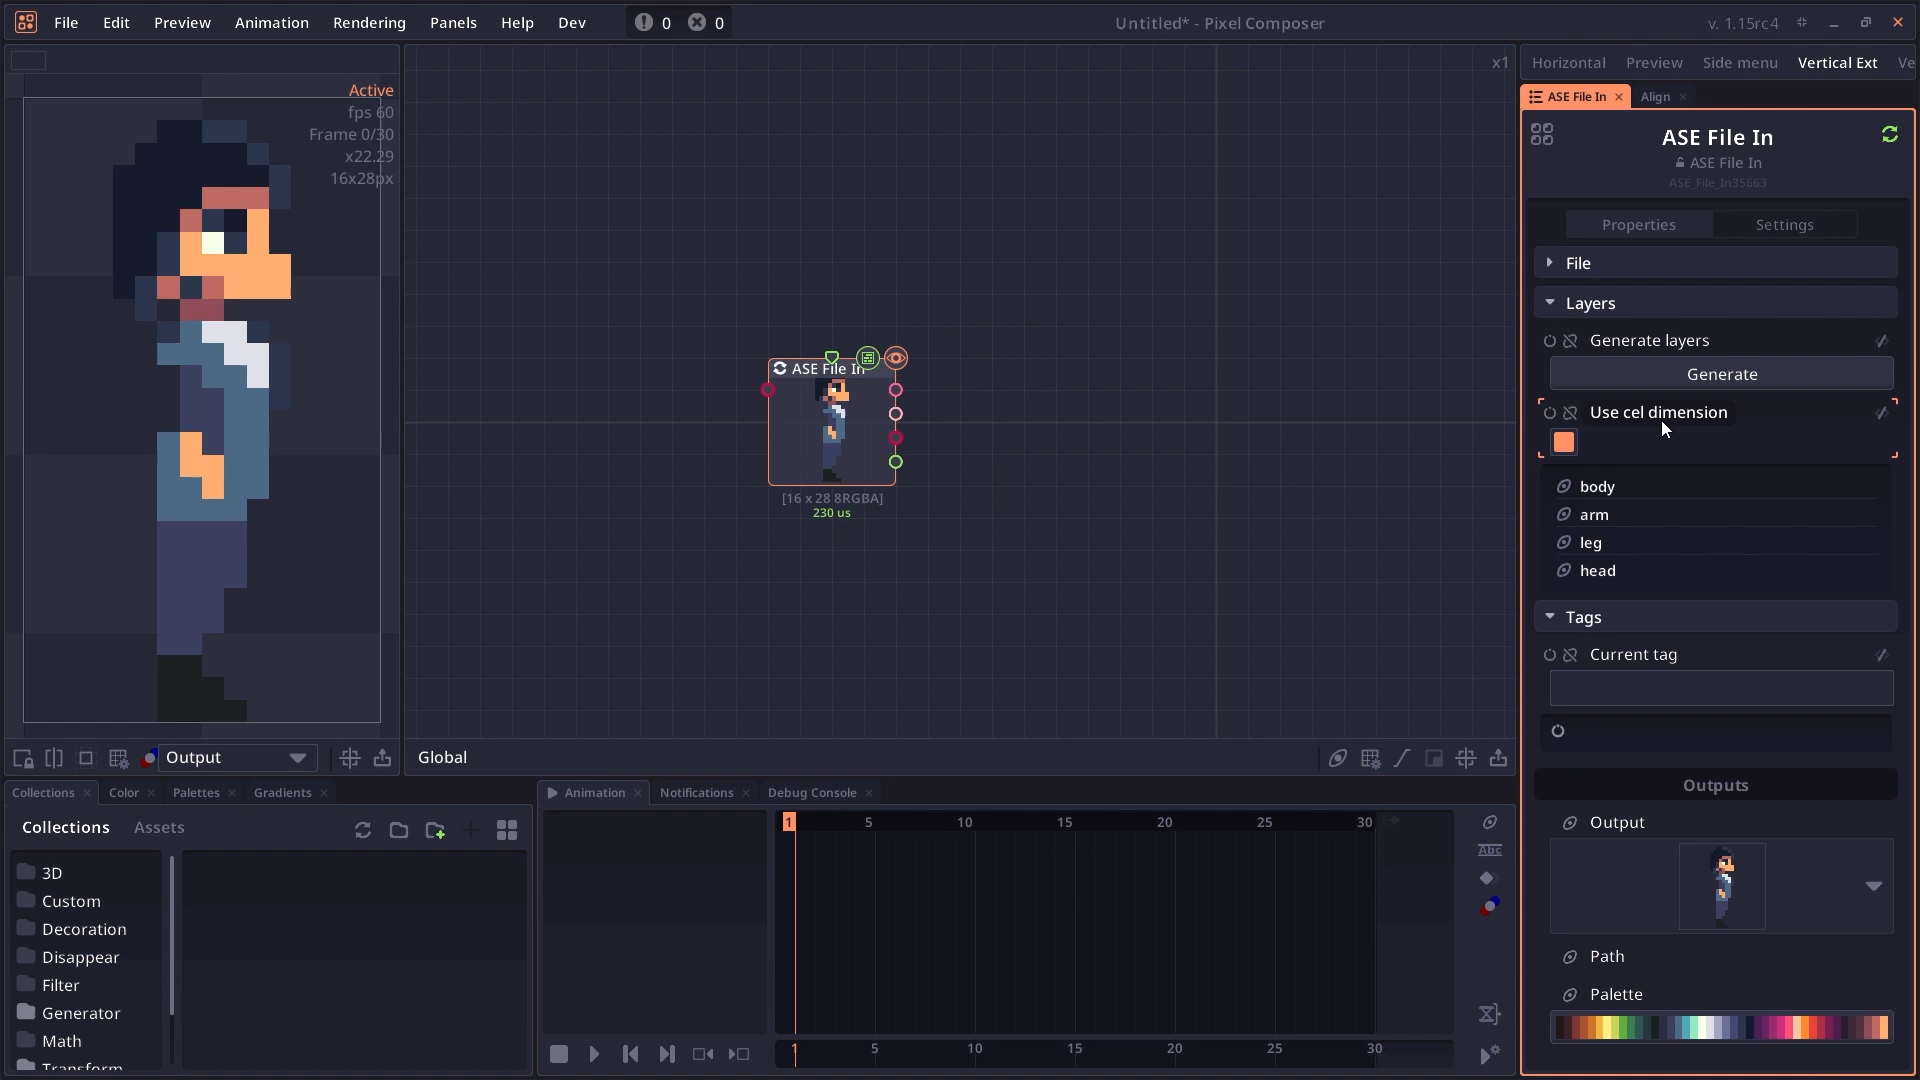 File Edit Preview Animation Rendering Panels Help Dev 0 0 Untitled* - Pixel Composer v. 1.15rc4
Active
fps 60
Frame 0/30
x22.29
16x28px
Output
x1
ASE File In
[16 x 28 8RGBA]
230 us
Global
Horizontal Preview Side menu Vertical Ext Ve
ASE File In Align
ASE File In
ASE File In
ASE_File_In35663
Properties Settings
File
Layers
Generate layers
Generate
Use cel dimension
body
arm
leg
head
Tags
Current tag
Outputs
Output
Path
Palette
Collections Color Palettes Gradients
Collections Assets
3D
Custom
Decoration
Disappear
Filter
Generator
Math
Transform
Animation Notifications Debug Console
1 5 10 15 20 25 30
Abc
1 5 10 15 20 25 30